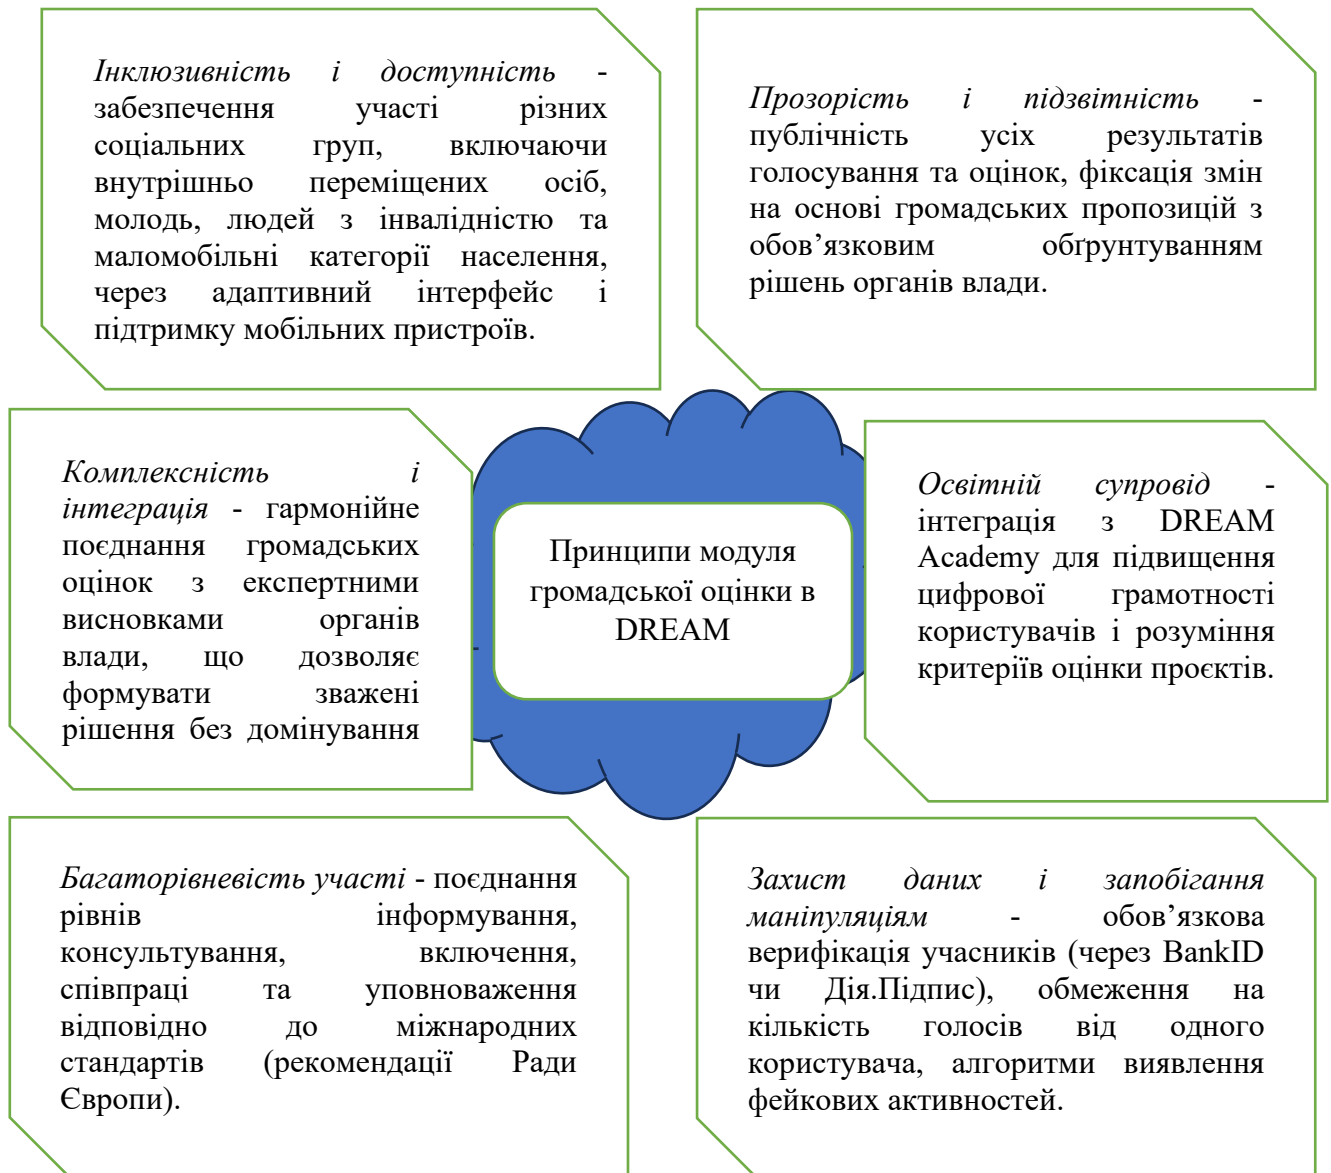 Інклюзивність і доступність -
забезпечення участі різних
соціальних груп, включаючи
внутрішньо переміщених осіб,
молодь, людей з інвалідністю та
маломобільні категорії населення,
через адаптивний інтерфейс і
підтримку мобільних пристроїв.
Прозорість і підзвітність -
публічність усіх результатів
голосування та оцінок, фіксація змін
на основі громадських пропозицій з
обов’язковим обґрунтуванням
рішень органів влади.
Комплексність і
інтеграція - гармонійне
поєднання громадських
оцінок з експертними
висновками органів
влади, що дозволяє
формувати зважені
рішення без домінування
Принципи модуля
громадської оцінки в
DREAM
Освітній супровід -
інтеграція з DREAM
Academy для підвищення
цифрової грамотності
користувачів і розуміння
критеріїв оцінки проєктів.
Багаторівневість участі - поєднання
рівнів інформування,
консультування, включення,
співпраці та уповноваження
відповідно до міжнародних
стандартів (рекомендації Ради
Європи).
Захист даних і запобігання
маніпуляціям - обов’язкова
верифікація учасників (через BankID
чи Дія.Підпис), обмеження на
кількість голосів від одного
користувача, алгоритми виявлення
фейкових активностей.